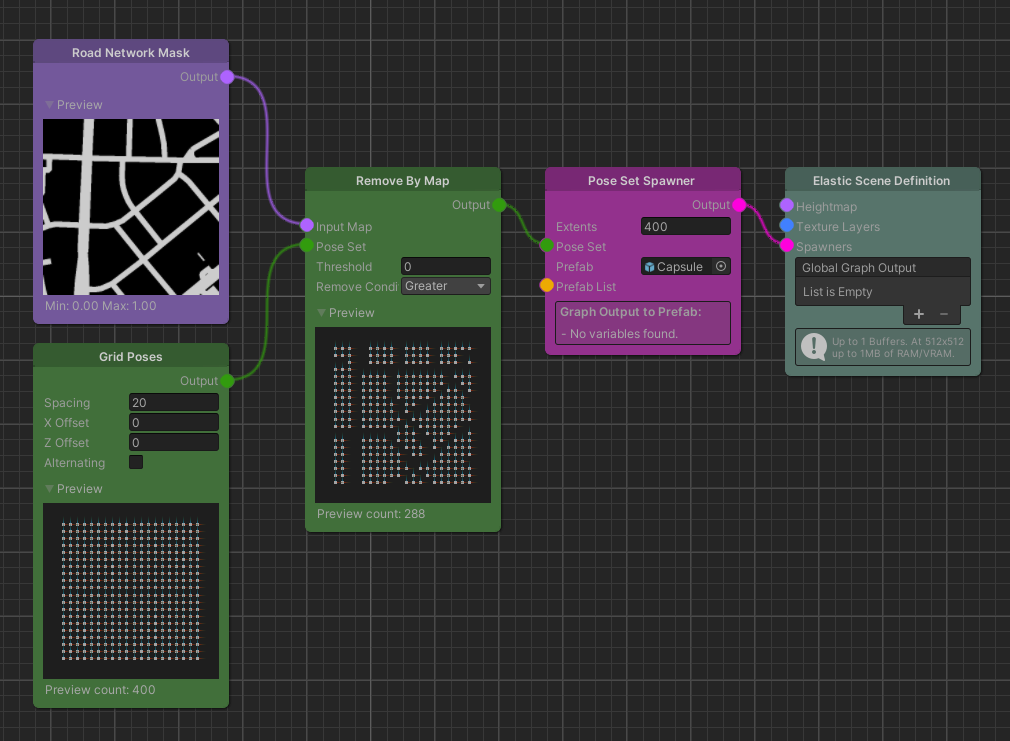 Road Network Mask
Output
Preview
Min: 0.00 Max: 1.00
Grid Poses
Output
Spacing 20
X Offset 0
Z Offset 0
Alternating
Preview
Preview count: 400
Remove By Map
Output
Input Map
Pose Set
Threshold 0
Remove Condi Greater
Preview
Preview count: 288
Pose Set Spawner
Output
Extents 400
Pose Set
Prefab Capsule
Prefab List
Graph Output to Prefab:
- No variables found.
Elastic Scene Definition
Heightmap
Texture Layers
Spawners
Global Graph Output
List is Empty
+ −
Up to 1 Buffers. At 512x512
up to 1MB of RAM/VRAM.